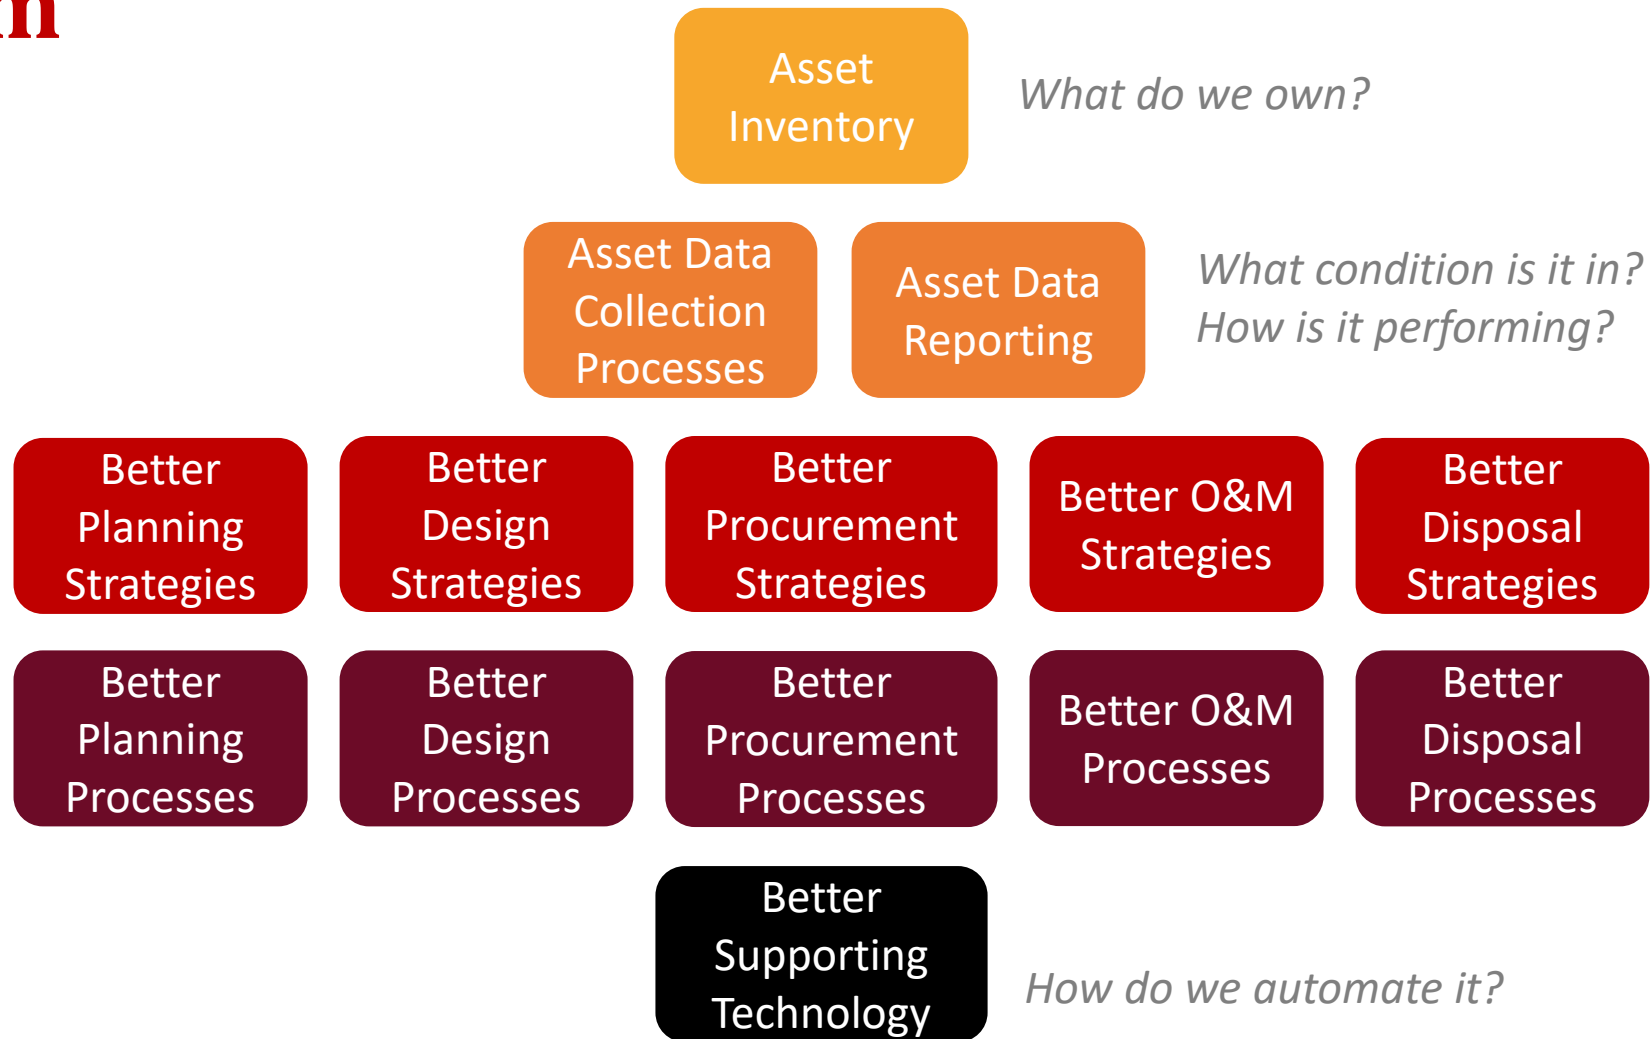 Asset
Inventory
What do we own?
Asset Data
Collection
Processes
Asset Data
Reporting
What condition is it in?
How is it performing?
Better
Planning
Strategies
Better
Design
Strategies
Better
Procurement
Strategies
Better O&M
Strategies
Better
Disposal
Strategies
Better
Planning
Processes
Better
Design
Processes
Better
Procurement
Processes
Better O&M
Processes
Better
Disposal
Processes
Better
Supporting
Technology
How do we automate it?